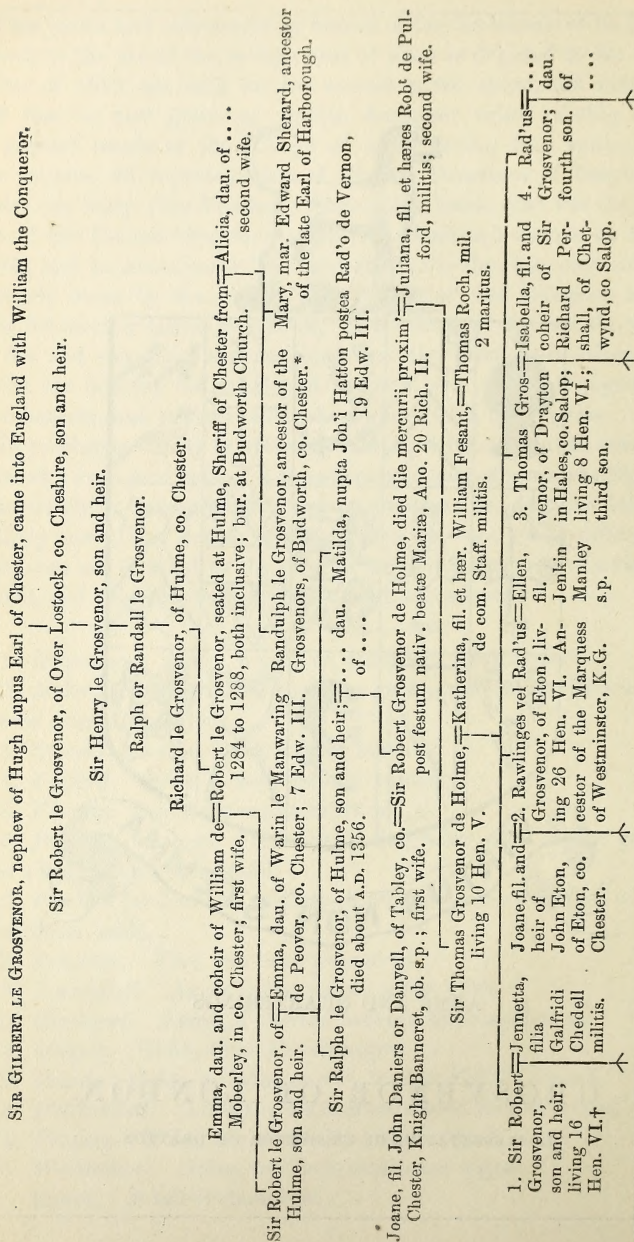 SIR GILBERT LE GROSVENOR, nephew of Hugh Lupus Earl of Chester, came into England with William the Conqueror.
Sir Robert le Grosvenor, of Over Lostock, co. Cheshire, son and heir.
Sir Henry le Grosvenor, son and heir.
Ralph or Randall le Grosvenor.
Richard le Grosvenor, of Hulme, co. Chester.
Emma, dau. and coheir of William de
Moberley, in co. Chester; first wife.
Robert le Grosvenor, seated at Hulme, Sheriff of Chester from
1284 to 1288, both inclusive; bur. at Budworth Church.
Alicia, dau. of ....
second wife.
Sir Robert le Grosvenor, of
Hulme, son and heir.
Emma, dau. of Warin le Manwaring
de Peover, co. Chester; 7 Edw. III.
Randulph le Grosvenor, ancestor of the
Grosvenors, of Budworth, co. Chester.*
Mary, mar. Edward Sherard, ancestor
of the late Earl of Harborough.
Sir Ralphe le Grosvenor, of Hulme, son and heir;
died about A.D. 1356.
.... dau.
of ....
Matilda, nupta Joh'i Hatton postea Rad'o de Vernon,
19 Edw. III.
Joane, fil. John Daniers or Danyell, of Tabley, co.
Chester, Knight Banneret, ob. s.p.; first wife.
Sir Robert Grosvenor de Holme, died die mercurii proxim'
post festum nativ. beatæ Mariæ, Ano. 20 Rich. II.
Juliana, fil. et hæres Robt de Pul-
ford, militis; second wife.
Sir Thomas Grosvenor de Holme,
living 10 Hen. V.
Katherina, fil. et hær. William Fesant,
de com. Staff. militis.
Thomas Roch, mil.
2 maritus.
1. Sir Robert
Grosvenor,
son and heir;
living 16
Hen. VI.†
Jennetta,
filia
Galfridi
Chedell
militis.
Joane, fil. and
heir of
John Eton,
of Eton, co.
Chester.
2. Rawlinges vel Rad'us
Grosvenor, of Eton; liv-
ing 26 Hen. VI. An-
cestor of the Marquess
of Westminster, K.G.
Ellen,
fil.
Jenkin
Manley
s.p.
3. Thomas Gros-
venor, of Drayton
in Hales, co. Salop;
living 8 Hen. VI.;
third son.
Isabella, fil. and
coheir of Sir
Richard Per-
shall, of Chet-
wynd, co Salop.
4. Rad'us
Grosvenor;
fourth son.
....
dau.
of
....